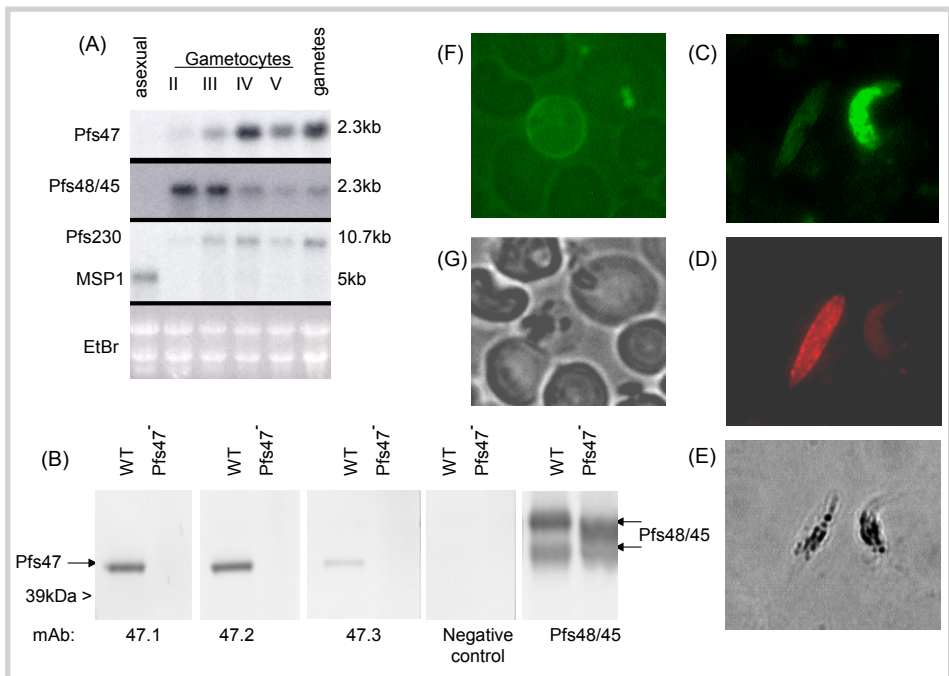 (A)
asexual
Gametocytes
gametes
II III IV V
Pfs47
2.3kb
Pfs48/45
2.3kb
Pfs230
10.7kb
MSP1
5kb
EtBr
(F)
(C)
(G)
(D)
(B)
WT Pfs47-
WT Pfs47-
WT Pfs47-
WT Pfs47-
WT Pfs47-
Pfs47
39kDa >
Pfs48/45
mAb: 47.1 47.2 47.3 Negative control Pfs48/45
(E)